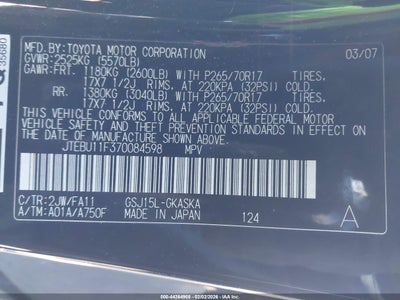 MFD. BY: TOYOTA MOTOR CORPORATION 03/07
GVWR: 2525KG (5570LB)
GAWR: FRT. 1180KG (2600LB) WITH P265/70R17 TIRES,
17X7 1/2J RIMS, AT 220KPA (32PSI) COLD.
RR. 1380KG (3040LB) WITH P265/70R17 TIRES,
17X7 1/2J RIMS, AT 220KPA (32PSI) COLD.
THIS VEHICLE CONFORMS TO ALL APPLICABLE FEDERAL MOTOR
VEHICLE SAFETY AND THEFT PREVENTION STANDARDS IN
EFFECT ON THE DATE OF MANUFACTURE SHOWN ABOVE.
JTEBU11F370084598 MPV
C/TR: 2JW/FA11 GSJ15L-GKASKA
A/TM: A01A/A750F MADE IN JAPAN 124 A
35680
000-44264905 02/02/2026 © IAA, Inc.